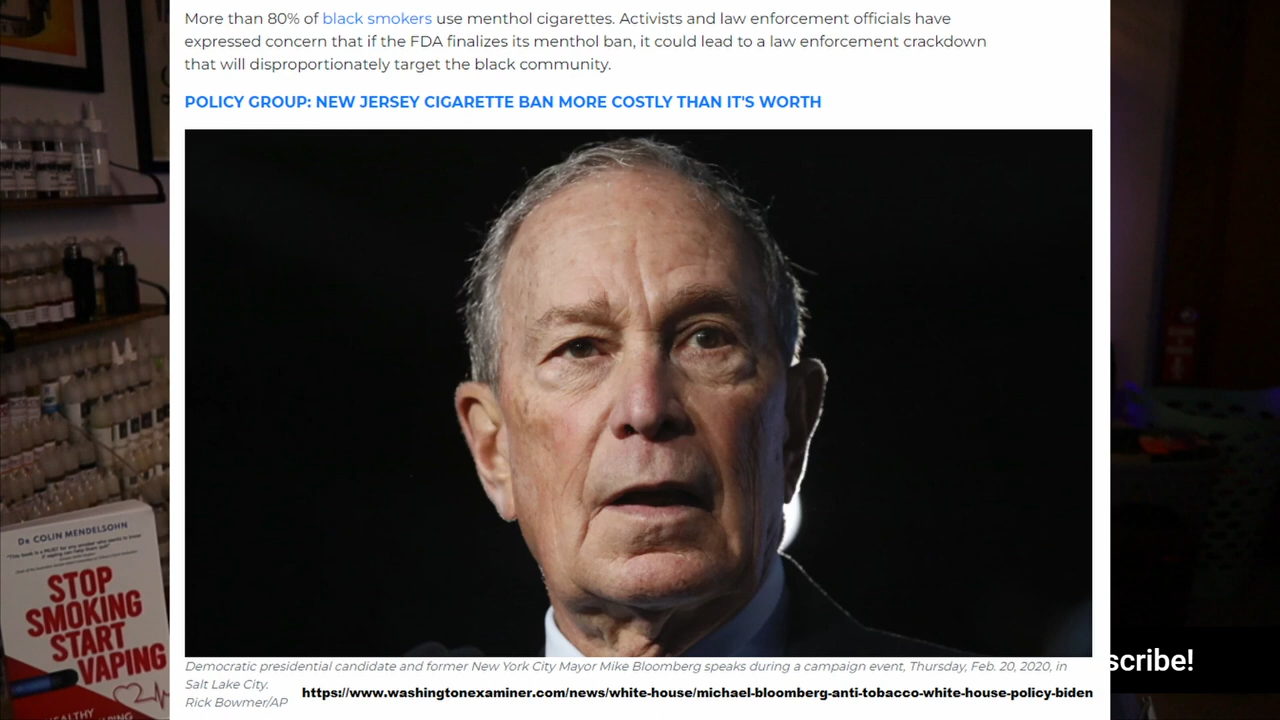 More than 80% of black smokers use menthol cigarettes. Activists and law enforcement officials have
expressed concern that if the FDA finalizes its menthol ban, it could lead to a law enforcement crackdown
that will disproportionately target the black community.
POLICY GROUP: NEW JERSEY CIGARETTE BAN MORE COSTLY THAN IT'S WORTH
Democratic presidential candidate and former New York City Mayor Mike Bloomberg speaks during a campaign event, Thursday, Feb. 20, 2020, in
Salt Lake City.
Rick Bowmer/AP
https://www.washingtonexaminer.com/news/white-house/michael-bloomberg-anti-tobacco-white-house-policy-biden
scribe!
Dr COLIN MENDELSOHN
STOP
SMOKING
START
VAPING